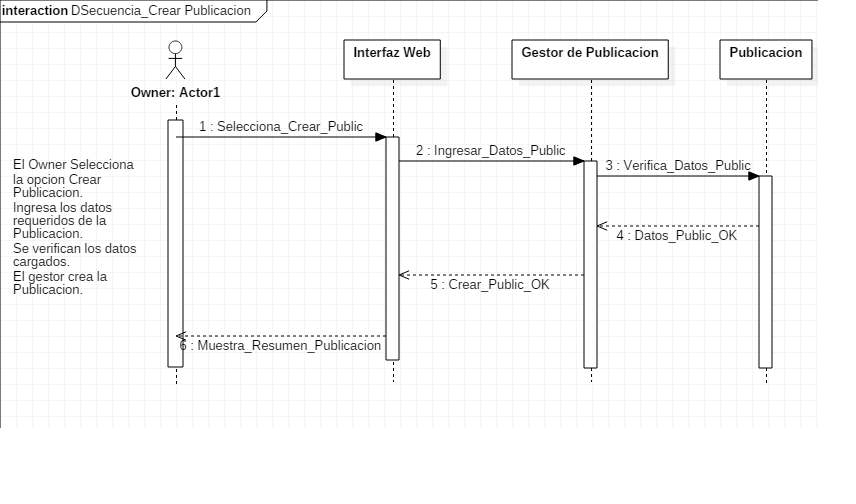 interaction DSecuencia_Crear Publicacion
Owner: Actor1
Interfaz Web
Gestor de Publicacion
Publicacion
1 : Selecciona_Crear_Public
2 : Ingresar_Datos_Public
3 : Verifica_Datos_Public
4 : Datos_Public_OK
5 : Crear_Public_OK
6 : Muestra_Resumen_Publicacion
El Owner Selecciona
la opcion Crear
Publicacion.
Ingresa los datos
requeridos de la
Publicacion.
Se verifican los datos
cargados.
El gestor crea la
Publicacion.